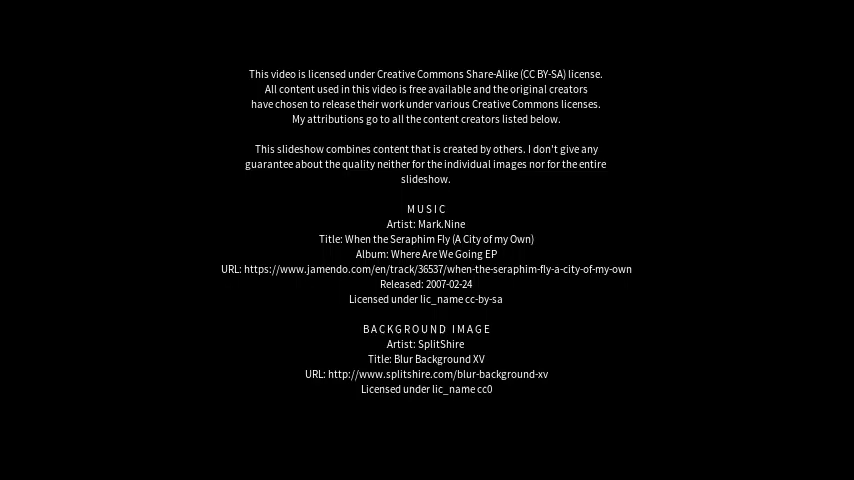 This video is licensed under Creative Commons Share-Alike (CC BY-SA) license.
All content used in this video is free available and the original creators
have chosen to release their work under various Creative Commons licenses.
My attributions go to all the content creators listed below.
This slideshow combines content that is created by others. I don't give any
guarantee about the quality neither for the individual images nor for the entire
slideshow.
MUSIC
Artist: Mark.Nine
Title: When the Seraphim Fly (A City of my Own)
Album: Where Are We Going EP
URL: https://www.jamendo.com/en/track/36537/when-the-seraphim-fly-a-city-of-my-own
Released: 2007-02-24
Licensed under lic_name cc-by-sa
BACKGROUND IMAGE
Artist: SplitShire
Title: Blur Background XV
URL: http://www.splitshire.com/blur-background-xv
Licensed under lic_name cc0